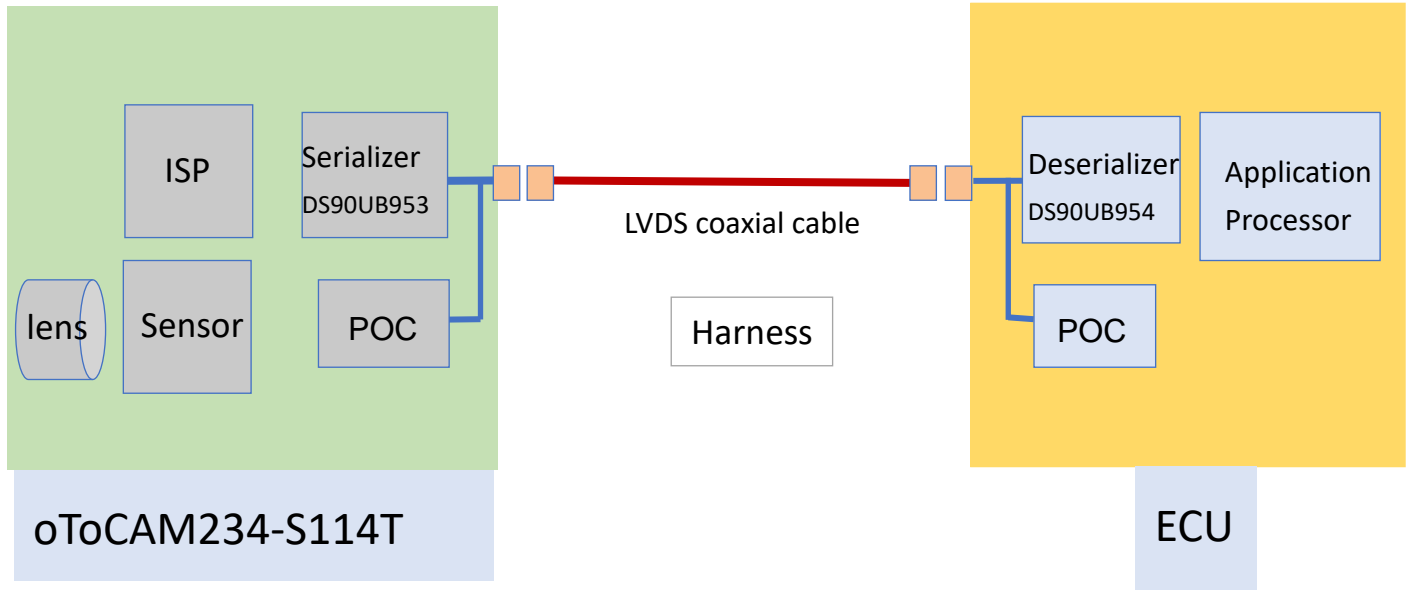 ISP
Serializer
DS90UB953
lens
Sensor
POC
oToCAM234-S114T
LVDS coaxial cable
Harness
Deserializer
DS90UB954
Application
Processor
POC
ECU